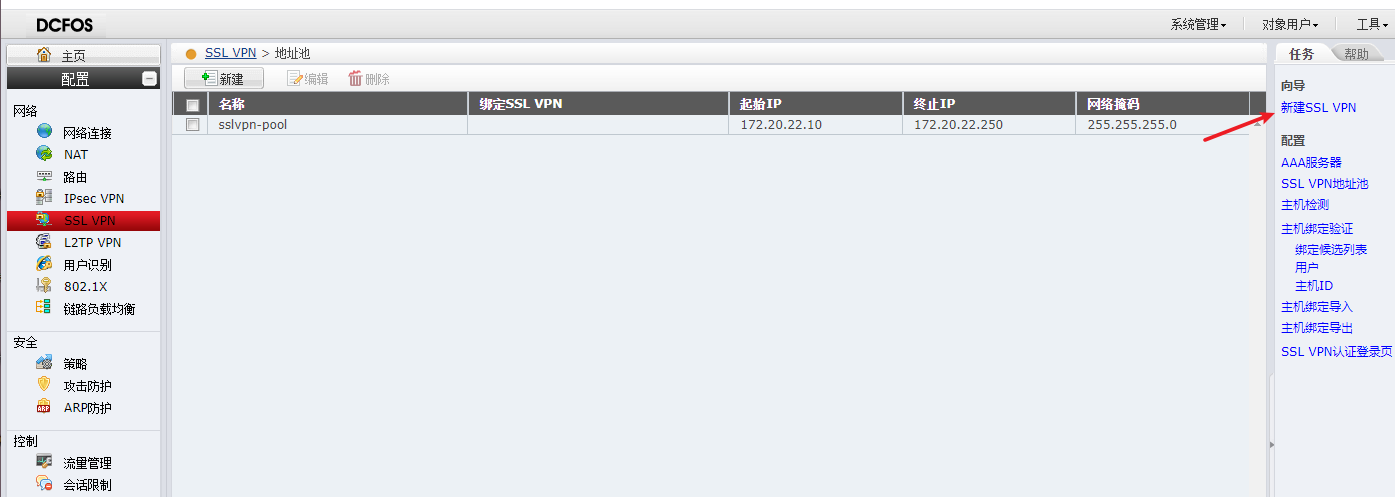 DCFOS
系统管理 对象用户 工具
主页
配置
网络
网络连接
NAT
路由
IPsec VPN
SSL VPN
L2TP VPN
用户识别
802.1X
链路负载均衡
安全
策略
攻击防护
ARP防护
控制
流量管理
会话限制
SSL VPN > 地址池
新建 编辑 删除
名称 绑定SSL VPN 起始IP 终止IP 网络掩码
sslvpn-pool 172.20.22.10 172.20.22.250 255.255.255.0
任务 帮助
向导
新建SSL VPN
配置
AAA服务器
SSL VPN地址池
主机检测
主机绑定验证
绑定候选列表
用户
主机ID
主机绑定导入
主机绑定导出
SSL VPN认证登录页